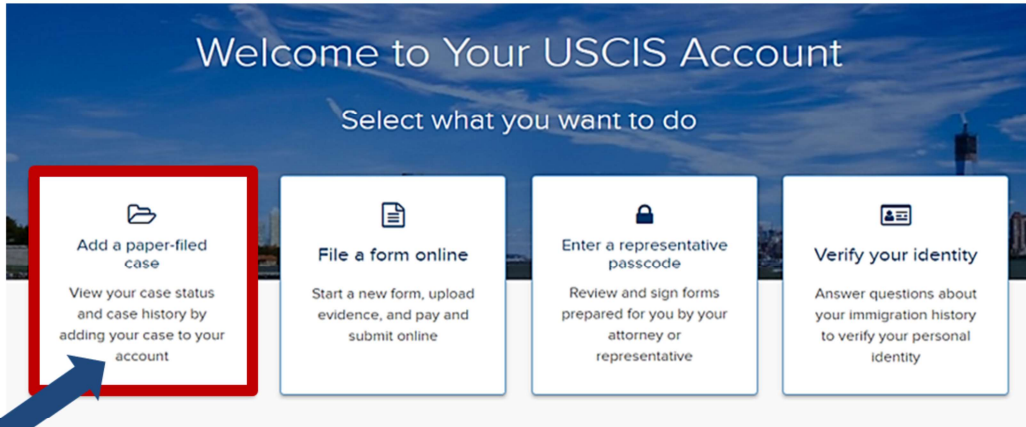 Welcome to Your USCIS Account
Select what you want to do
Add a paper-filed
case
View your case status
and case history by
adding your case to your
account
File a form online
Start a new form, upload
evidence, and pay and
submit online
Enter a representative
passcode
Review and sign forms
prepared for you by your
attorney or
representative
Verify your identity
Answer questions about
your immigration history
to verify your personal
identity